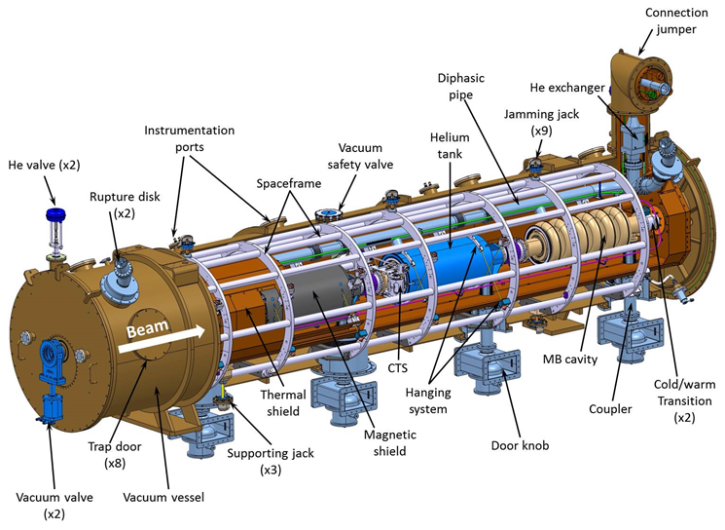 Connection
jumper
Diphasic
pipe
He exchanger
Jamming jack
(x9)
Instrumentation
ports
Vacuum
safety valve
Helium
tank
He valve (x2)
Rupture disk
(x2)
Spaceframe
Beam
CTS
MB cavity
Thermal
shield
Hanging
system
Cold/warm
Transition
(x2)
Coupler
Magnetic
shield
Door knob
Trap door
(x8)
Supporting jack
(x3)
Vacuum valve
(x2)
Vacuum vessel